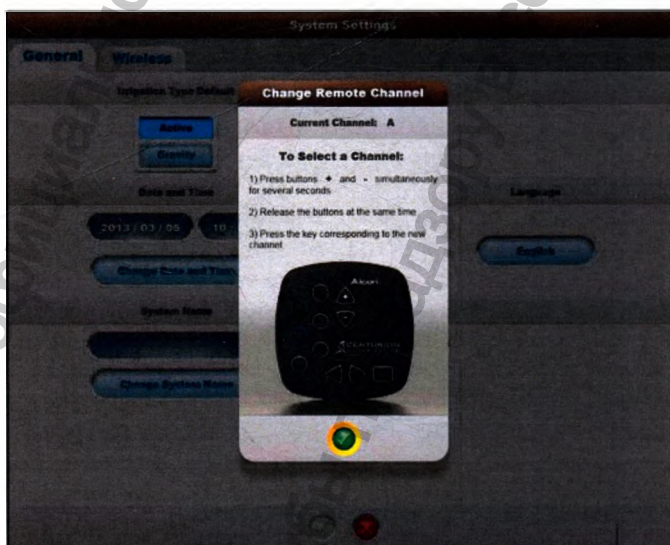 System Settings
General Wireless
Irrigation Type Default
Change Remote Channel
Current Channel: A
Active
Gravity
To Select a Channel:
1) Press buttons + and - simultaneously
for several seconds
2) Release the buttons at the same time
3) Press the key corresponding to the new
channel
Date and Time
Language
2013 / 03 / 05
Change Date and Time
English
System Name
Change System Name
Alcon
CENTURION